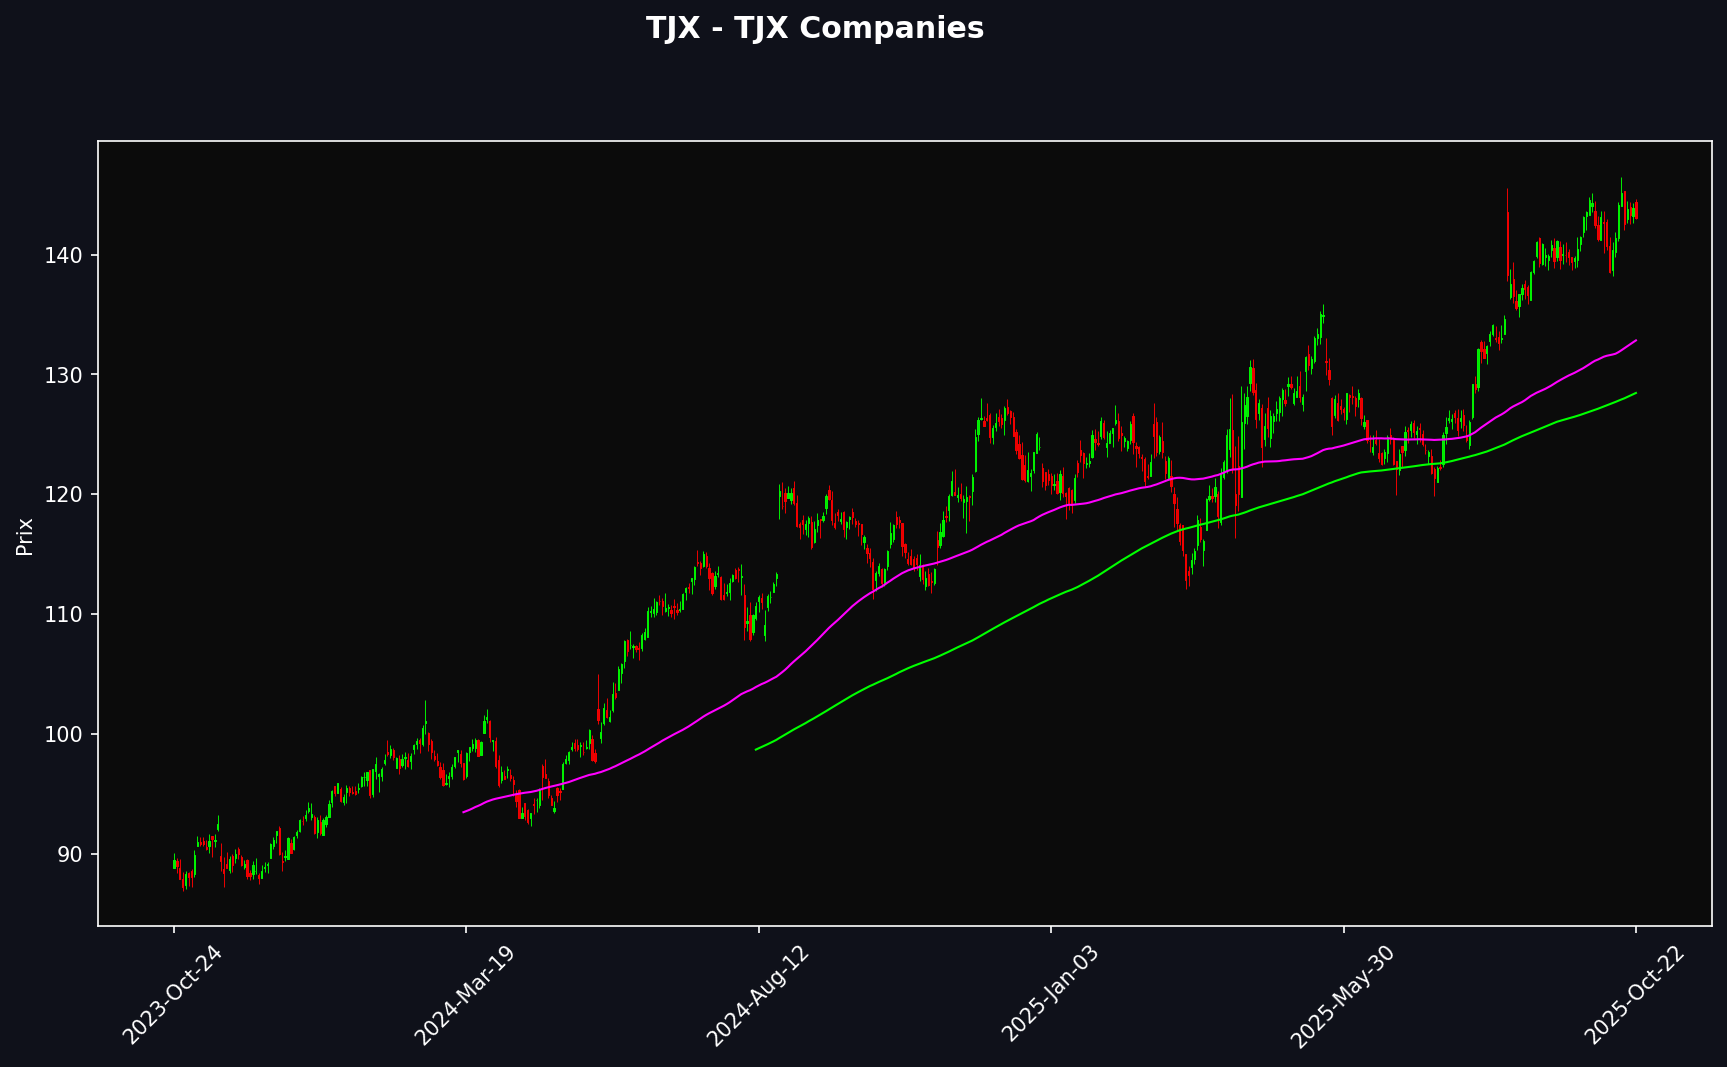 TJX - TJX Companies
Prix
140
130
120
110
100
90
2023-Oct-24
2024-Mar-19
2024-Aug-12
2025-Jan-03
2025-May-30
2025-Oct-22